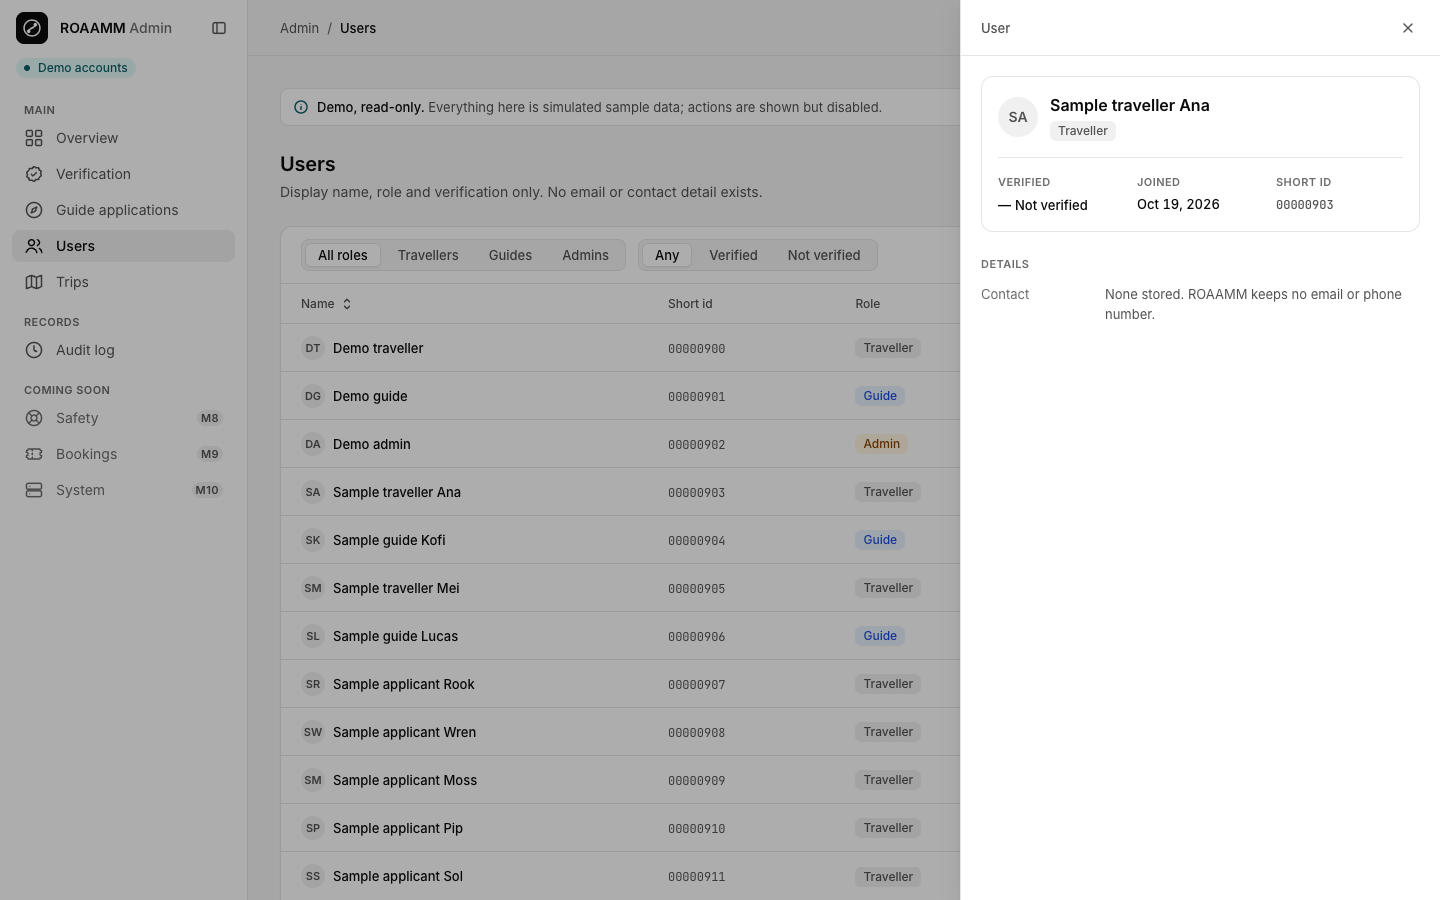 ROAAMM Admin
Demo accounts
MAIN
Overview
Verification
Guide applications
Users
Trips
RECORDS
Audit log
COMING SOON
Safety M8
Bookings M9
System M10
Admin / Users
Demo, read-only. Everything here is simulated sample data; actions are shown but disabled.
Users
Display name, role and verification only. No email or contact detail exists.
All roles Travellers Guides Admins Any Verified Not verified
Name Short id Role
DT Demo traveller 00000900 Traveller
DG Demo guide 00000901 Guide
DA Demo admin 00000902 Admin
SA Sample traveller Ana 00000903 Traveller
SK Sample guide Kofi 00000904 Guide
SM Sample traveller Mei 00000905 Traveller
SL Sample guide Lucas 00000906 Guide
SR Sample applicant Rook 00000907 Traveller
SW Sample applicant Wren 00000908 Traveller
SM Sample applicant Moss 00000909 Traveller
SP Sample applicant Pip 00000910 Traveller
SS Sample applicant Sol 00000911 Traveller
User
SA Sample traveller Ana
Traveller
VERIFIED JOINED SHORT ID
— Not verified Oct 19, 2026 00000903
DETAILS
Contact None stored. ROAAMM keeps no email or phone
number.